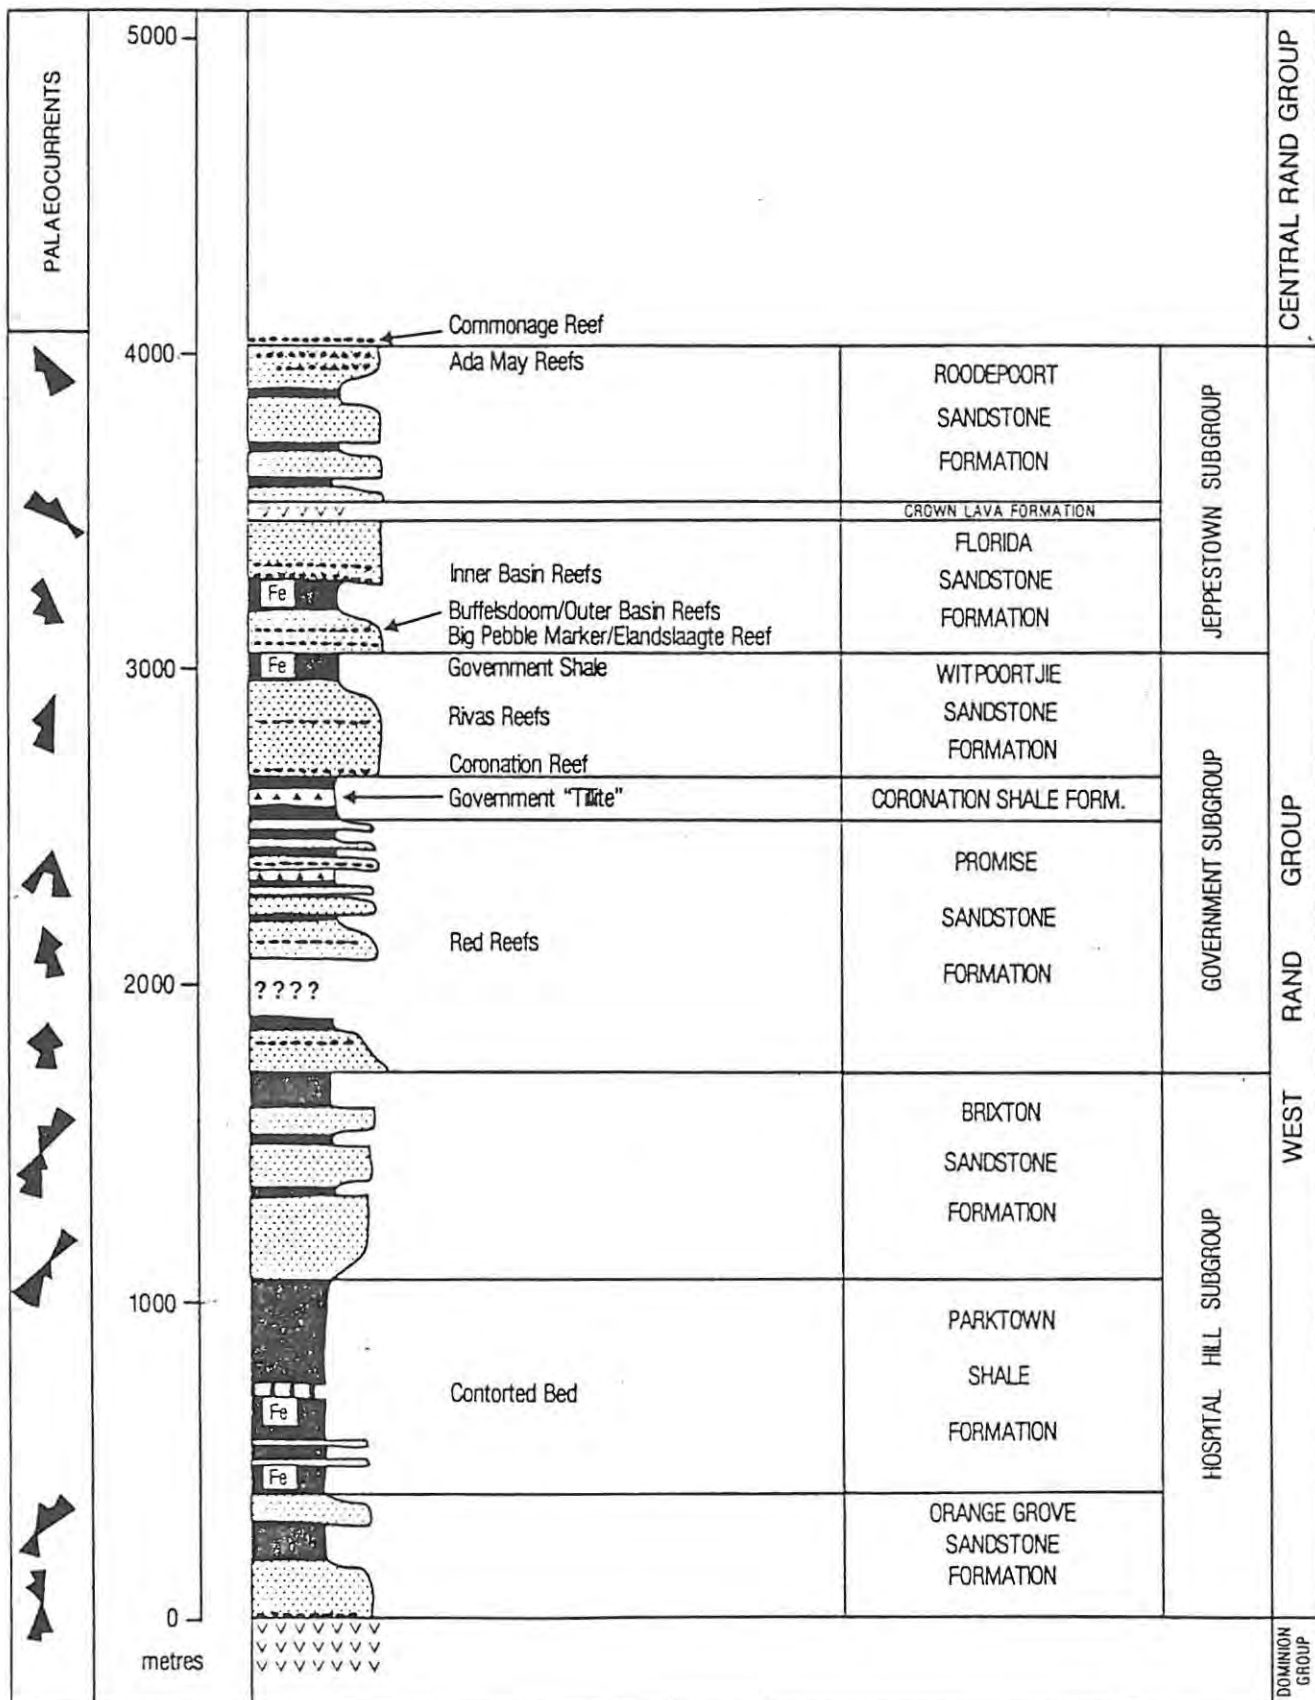 PALAEOCURRENTS
5000
4000
3000
2000
1000
0
metres
Commonage Reef
Ada May Reefs
Inner Basin Reefs
Buffelsdoorn/Outer Basin Reefs
Big Pebble Marker/Elandslaagte Reef
Government Shale
Rivas Reefs
Coronation Reef
Government "Tillite"
Red Reefs
Contorted Bed
Fe
Fe
? ? ? ?
Fe
Fe
ROODEPOORT
SANDSTONE
FORMATION
CROWN LAVA FORMATION
FLORIDA
SANDSTONE
FORMATION
WITPOORTJIE
SANDSTONE
FORMATION
CORONATION SHALE FORM.
PROMISE
SANDSTONE
FORMATION
BRIXTON
SANDSTONE
FORMATION
PARKTOWN
SHALE
FORMATION
ORANGE GROVE
SANDSTONE
FORMATION
JEPPESTOWN SUBGROUP
GOVERNMENT SUBGROUP
HOSPITAL HILL SUBGROUP
CENTRAL RAND GROUP
WEST RAND GROUP
DOMINION
GROUP